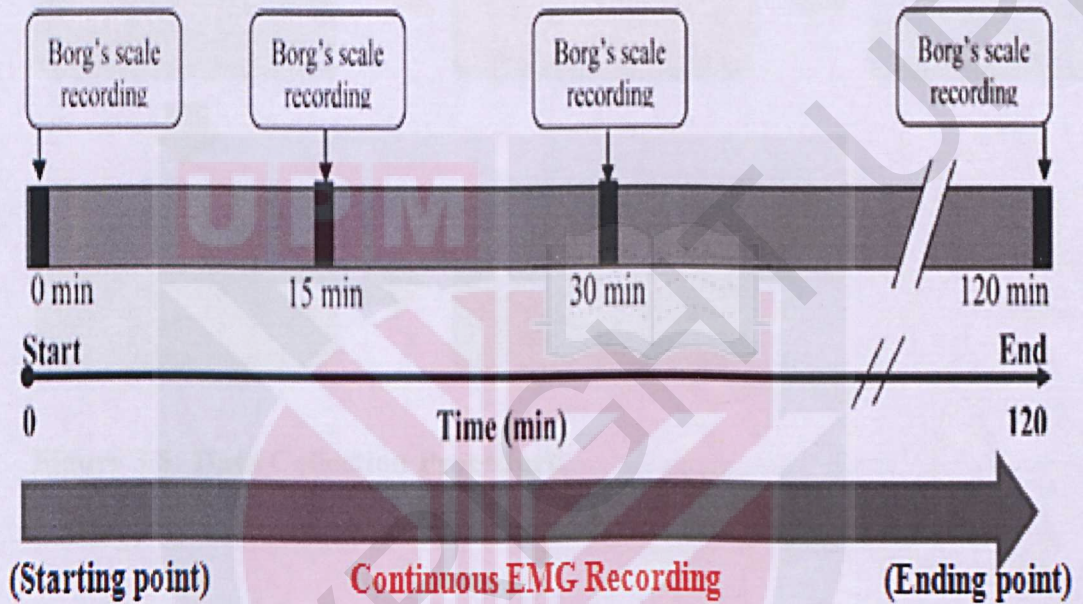 Borg's scale
recording
Borg's scale
recording
Borg's scale
recording
Borg's scale
recording
UPM
0 min
15 min
30 min
120 min
Start
End
0
Time (min)
120
(Starting point)
Continuous EMG Recording
(Ending point)